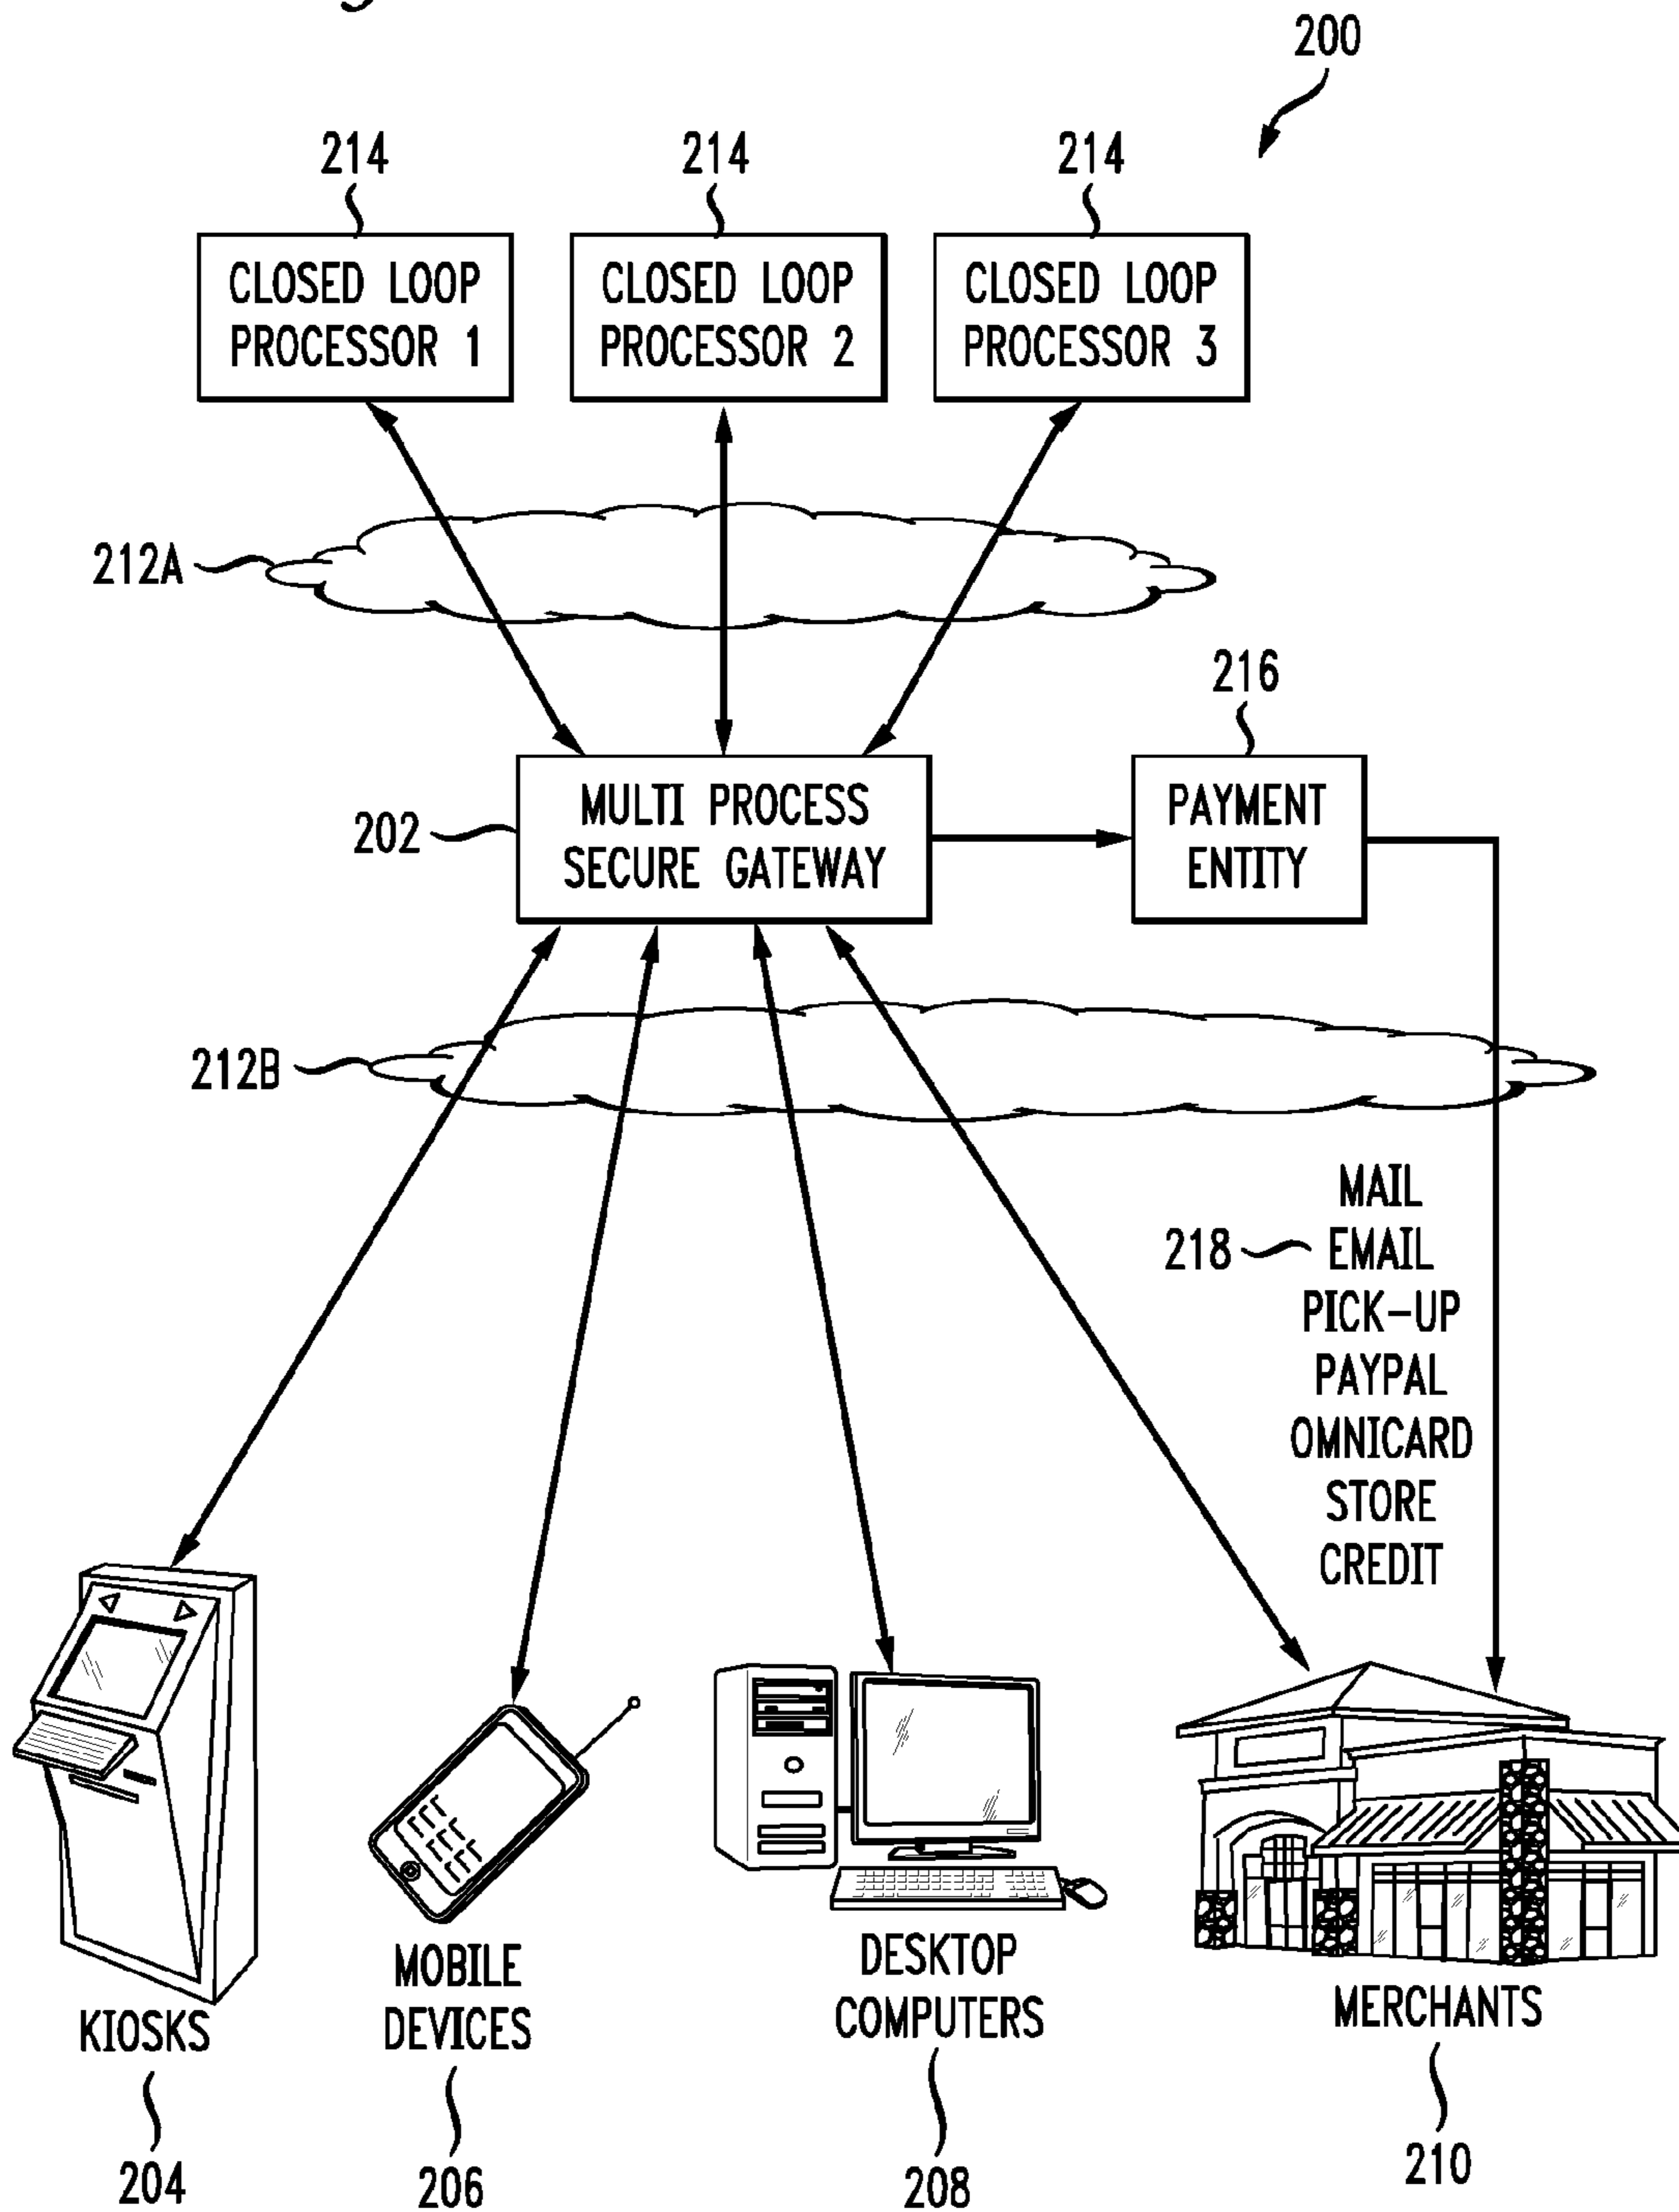 200
214
214
214
CLOSED LOOP
PROCESSOR 1
CLOSED LOOP
PROCESSOR 2
CLOSED LOOP
PROCESSOR 3
212A
216
202
MULTI PROCESS
SECURE GATEWAY
PAYMENT
ENTITY
212B
218
MAIL
EMAIL
PICK-UP
PAYPAL
OMNICARD
STORE
CREDIT
KIOSKS
204
MOBILE
DEVICES
206
DESKTOP
COMPUTERS
208
MERCHANTS
210